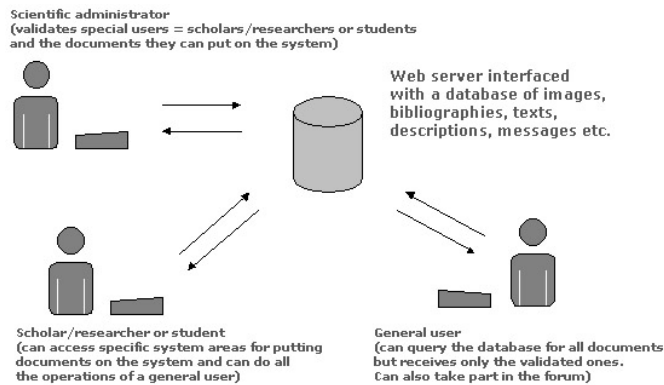 Scientific administrator
(validates special users = scholars/researchers or students
and the documents they can put on the system)
Web server interfaced
with a database of images,
bibliographies, texts,
descriptions, messages etc.
Scholar/researcher or student
(can access specific system areas for putting
documents on the system and can do all
the operations of a general user)
General user
(can query the database for all documents
but receives only the validated ones.
Can also take part in the forum)